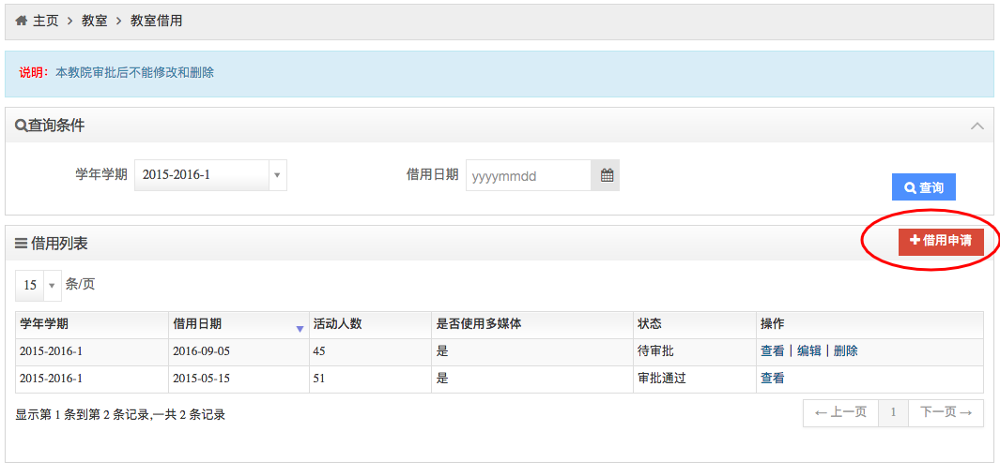 主页 > 教室 > 教室借用
说明：本教院审批后不能修改和删除
查询条件
学年学期 2015-2016-1 借用日期 yyyymmdd
查询
借用列表 借用申请
15 条/页
学年学期 借用日期 活动人数 是否使用多媒体 状态 操作
2015-2016-1 2016-09-05 45 是 待审批 查看 | 编辑 | 删除
2015-2016-1 2015-05-15 51 是 审批通过 查看
显示第 1 条到第 2 条记录,一共 2 条记录 ← 上一页 1 下一页 →